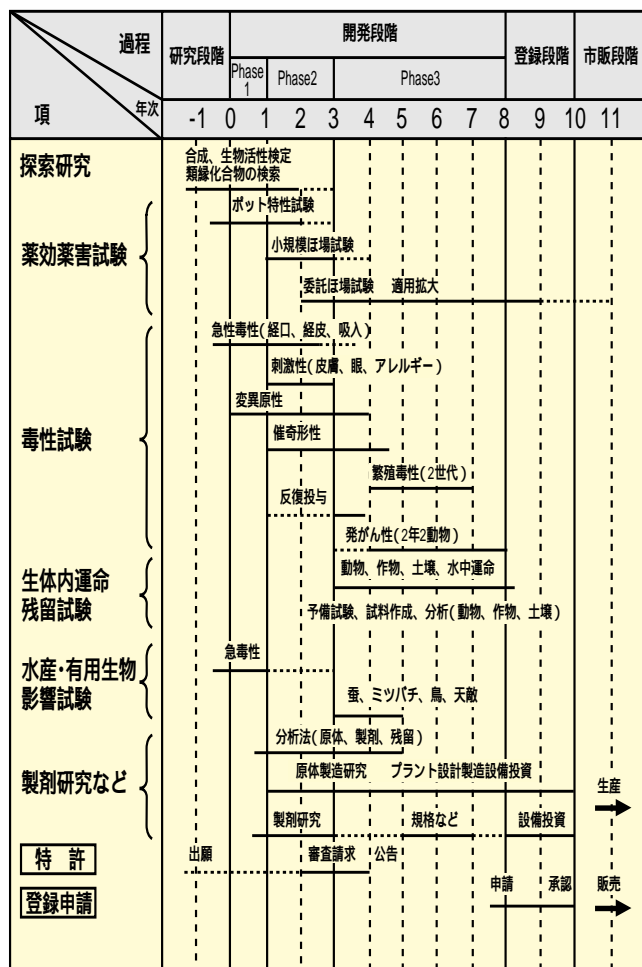 過程
年次
項
研究段階
開発段階
登録段階
市販段階
Phase
1
Phase2
Phase3
-1 0 1 2 3 4 5 6 7 8 9 10 11
探索研究
合成、生物活性検定
類縁化合物の検索
薬効薬害試験
ポット特性試験
小規模ほ場試験
委託ほ場試験 適用拡大
毒性試験
急性毒性(経口、経皮、吸入)
刺激性(皮膚、眼、アレルギー)
変異原性
催奇形性
繁殖毒性(2世代)
反復投与
発がん性(2年2動物)
生体内運命
残留試験
動物、作物、土壌、水中運命
予備試験、試料作成、分析(動物、作物、土壌)
水産・有用生物
影響試験
急毒性
蚕、ミツバチ、鳥、天敵
製剤研究など
分析法(原体、製剤、残留)
原体製造研究 プラント設計製造設備投資
生産
製剤研究 規格など 設備投資
特許
出願 審査請求 公告
登録申請
申請 承認 販売